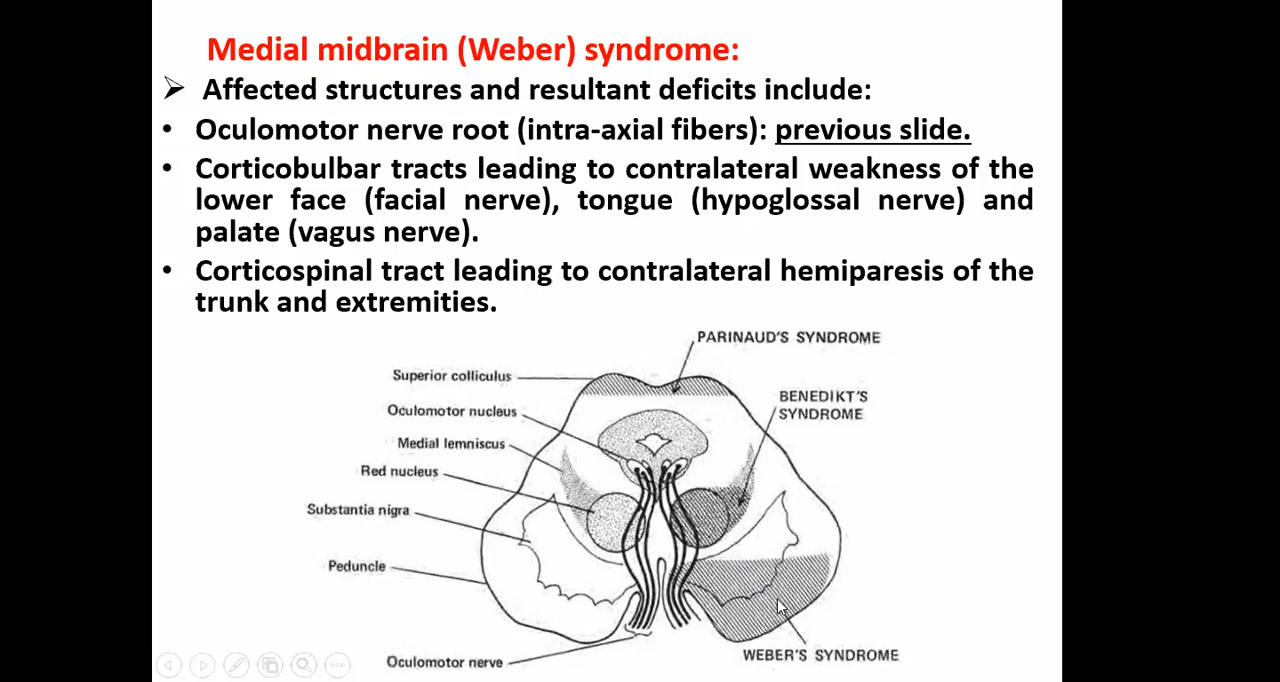 Medial midbrain (Weber) syndrome:
➢ Affected structures and resultant deficits include:
• Oculomotor nerve root (intra-axial fibers): previous slide.
• Corticobulbar tracts leading to contralateral weakness of the
lower face (facial nerve), tongue (hypoglossal nerve) and
palate (vagus nerve).
• Corticospinal tract leading to contralateral hemiparesis of the
trunk and extremities.
PARINAUD'S SYNDROME
Superior colliculus
BENEDIKT'S
SYNDROME
Oculomotor nucleus
Medial lemniscus
Red nucleus
Substantia nigra
Peduncle
Oculomotor nerve
WEBER'S SYNDROME